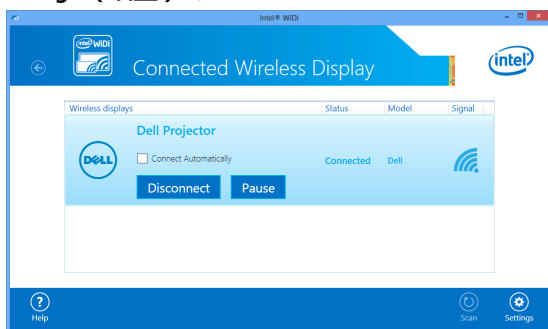 Intel® WiDi
intel WiDi
Connected Wireless Display
intel
Wireless displays Status Model Signal
Dell Projector
DELL
Connect Automatically
Connected Dell
Disconnect Pause
?
Help Scan Settings